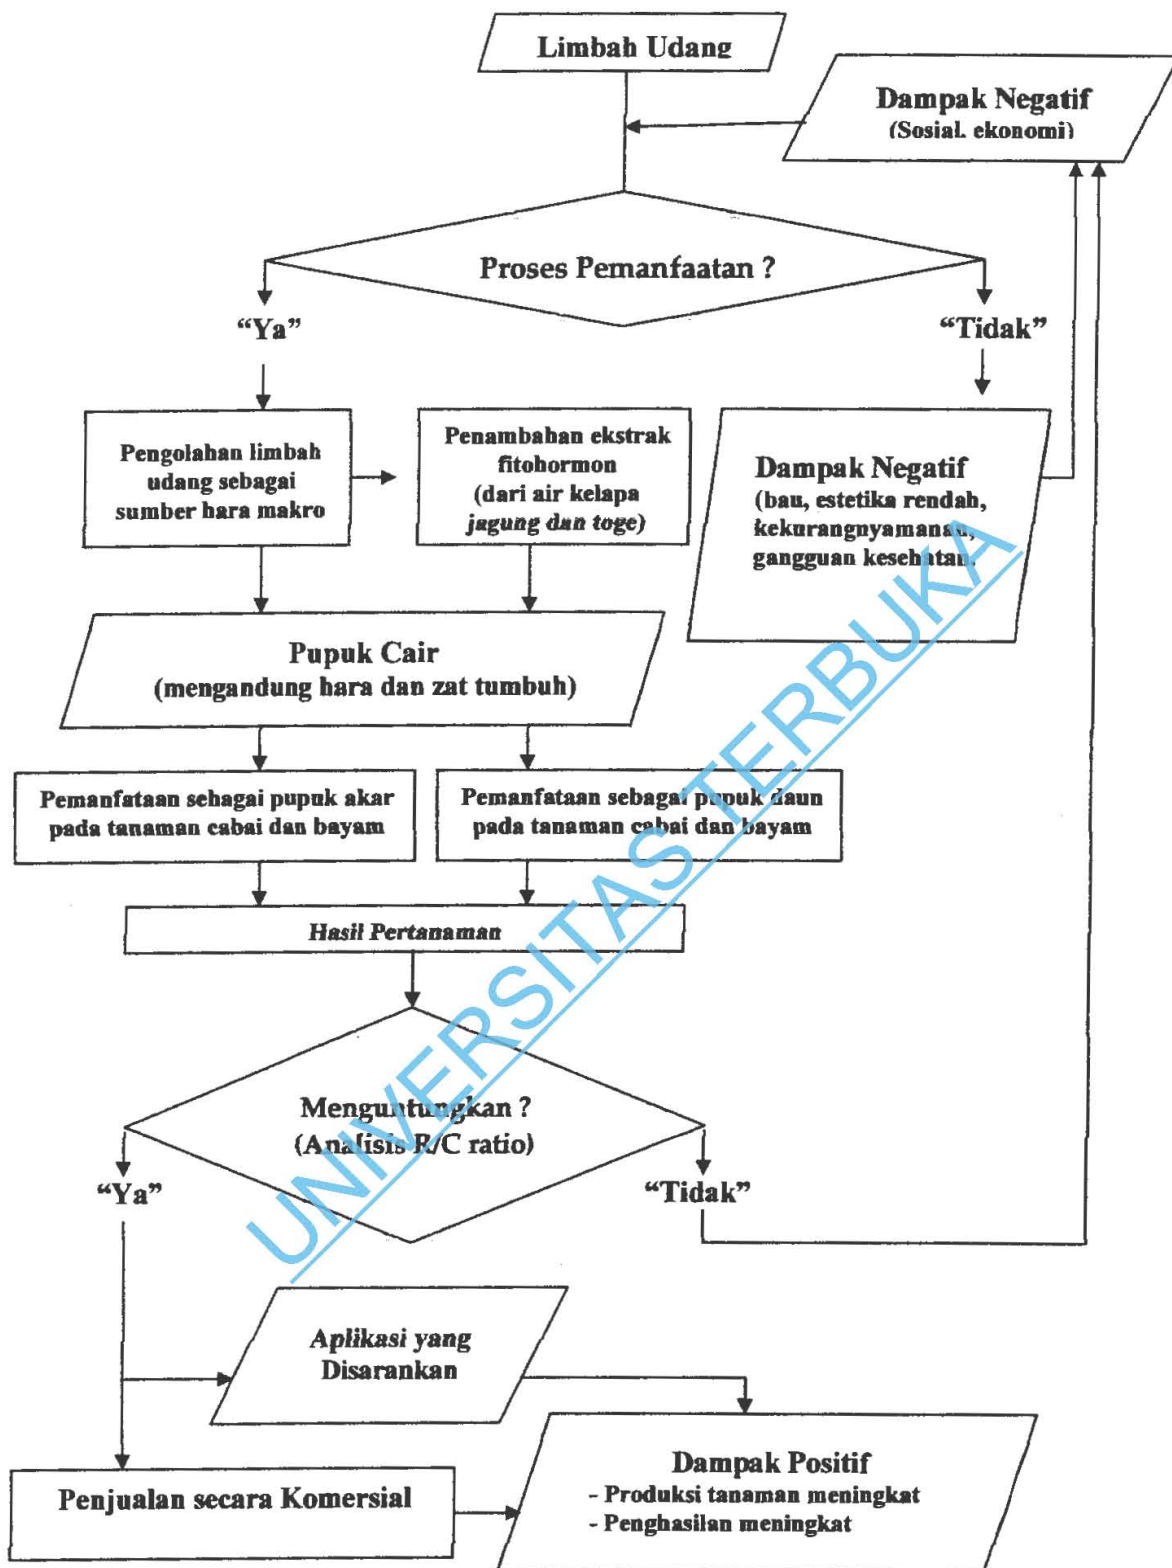 Limbah Udang
Dampak Negatif
(Sosial. ekonomi)
Proses Pemanfaatan ?
“Ya”
“Tidak”
Pengolahan limbah
udang sebagai
sumber hara makro
Penambahan ekstrak
fitohormon
(dari air kelapa
jagung dan toge)
Dampak Negatif
(bau, estetika rendah,
kekurangnyamanan,
gangguan kesehatan.
Pupuk Cair
(mengandung hara dan zat tumbuh)
Pemanfataan sehagai pupuk akar
pada tanaman cabai dan bayam
Pemanfataan sebagai pupuk daun
pada tanaman cabai dan bayam
Hasil Pertanaman
Menguntungkan ?
(Analisis R/C ratio)
“Ya”
“Tidak”
Aplikasi yang
Disarankan
Penjualan secara Komersial
Dampak Positif
- Produksi tanaman meningkat
- Penghasilan meningkat
UNIVERSITAS TERBUKA